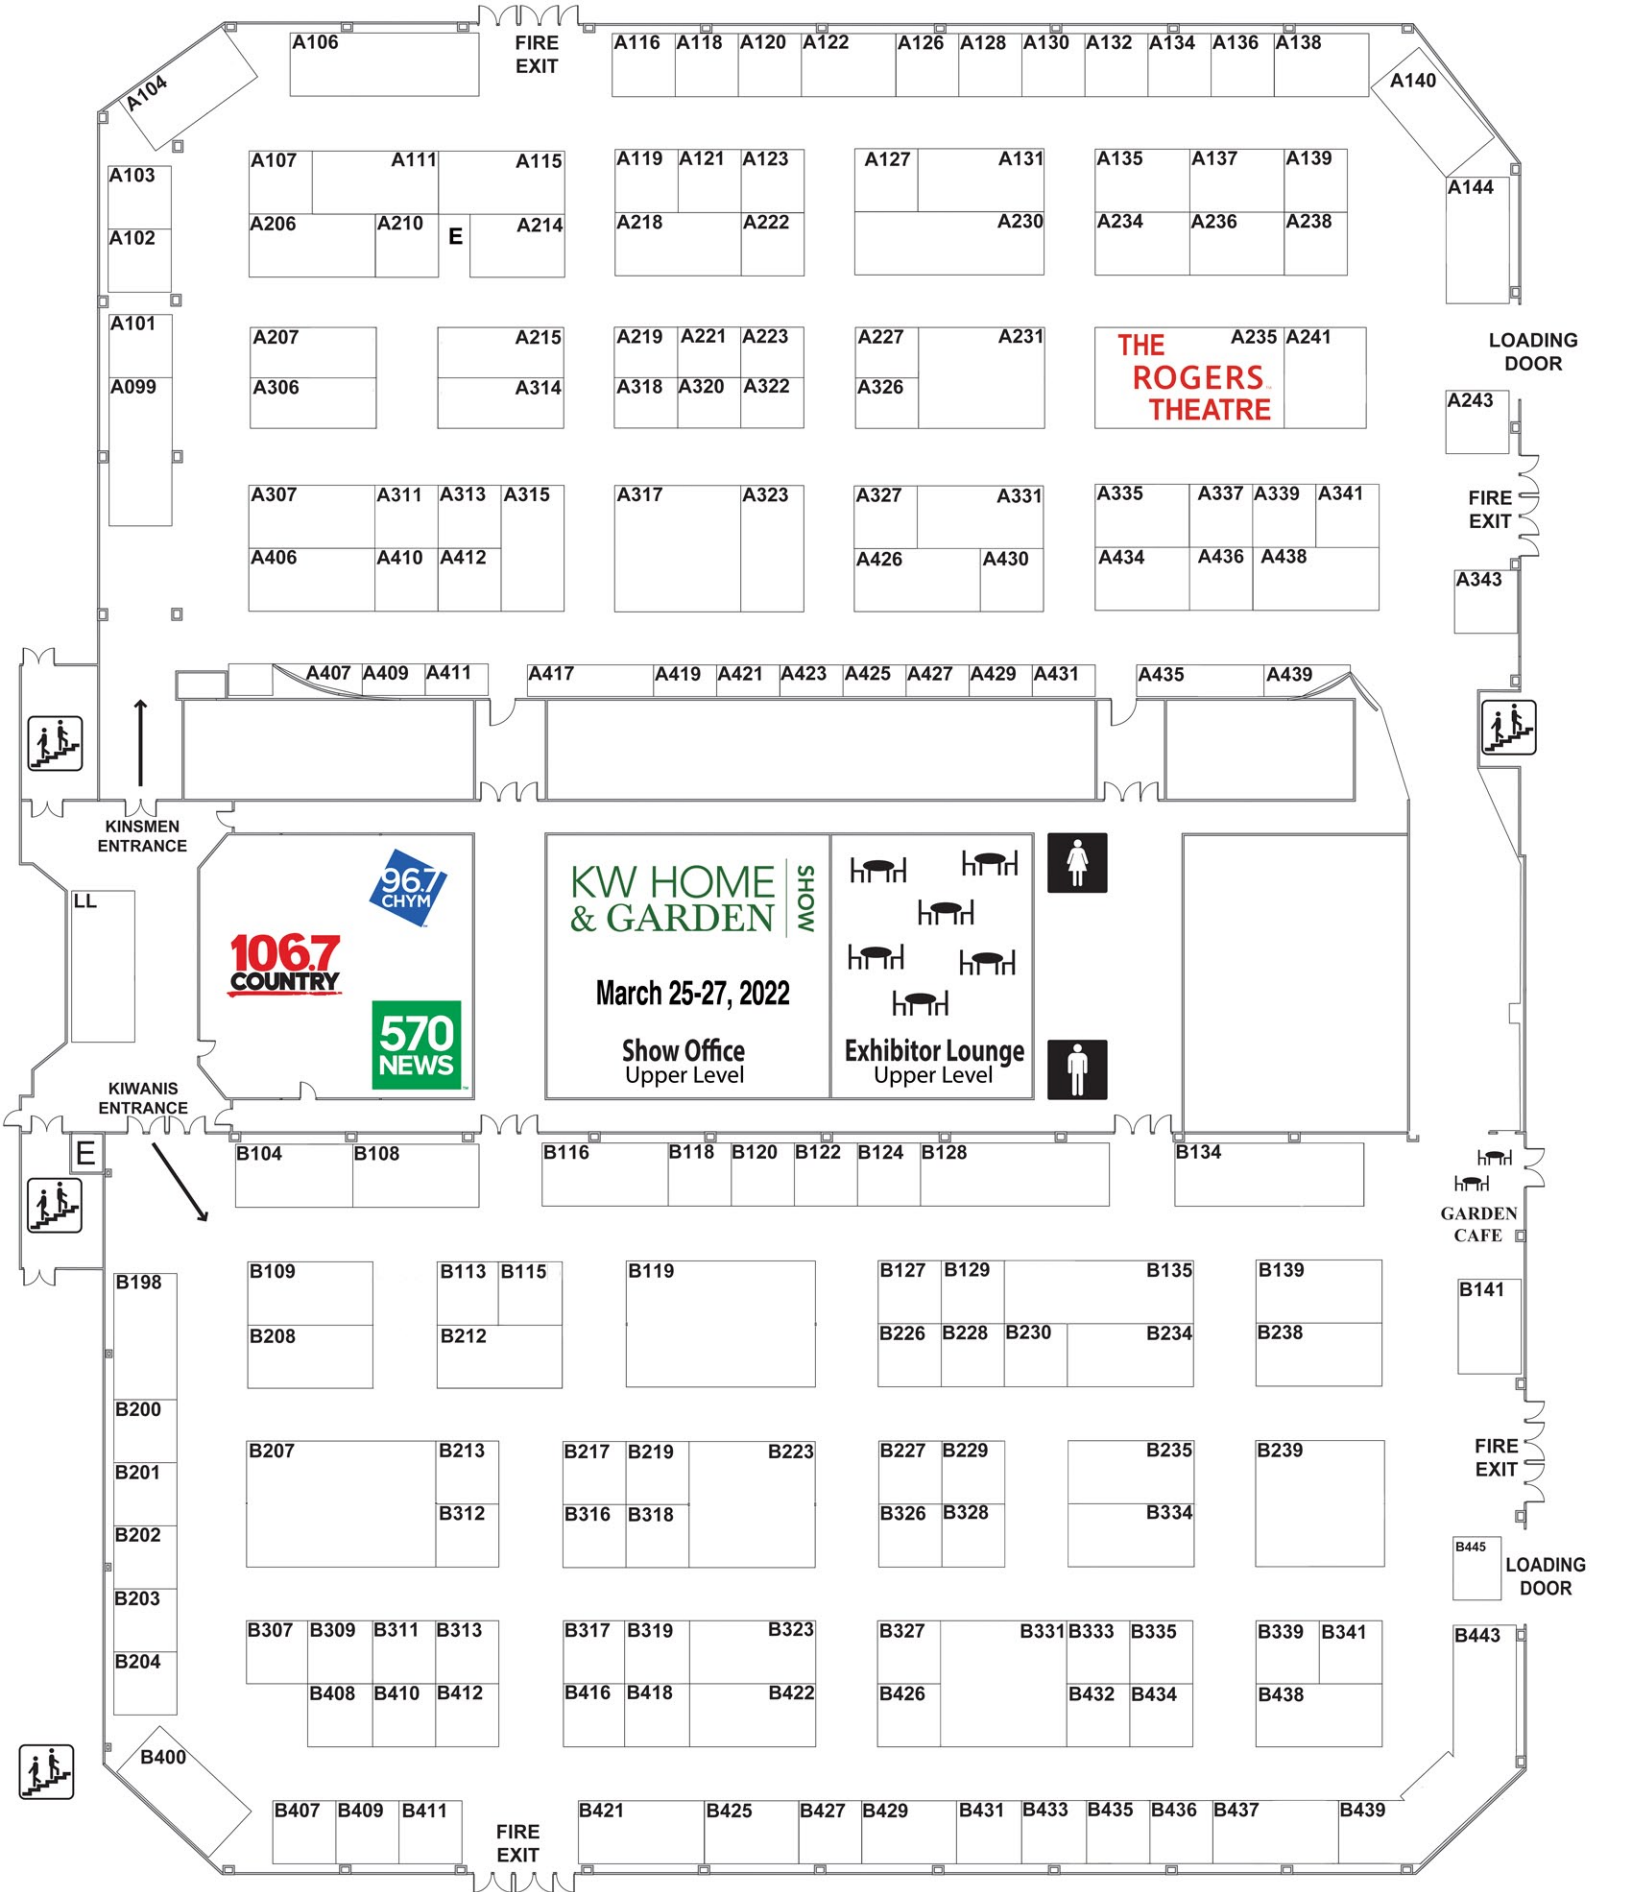 A106
FIRE
EXIT
A116 A118 A120 A122 A126 A128 A130 A132 A134 A136 A138
A104
A140
A107 A111 A115 A119 A121 A123 A127 A131 A135 A137 A139
A103
A144
A206 A210 E A214 A218 A222 A230 A234 A236 A238
A102
A101
A207 A215 A219 A221 A223 A227 A231 THE A235 A241
LOADING
DOOR
ROGERS
THEATRE
A099 A306 A314 A318 A320 A322 A326
A243
A307 A311 A313 A315 A317 A323 A327 A331 A335 A337 A339 A341
FIRE
EXIT
A406 A410 A412 A426 A430 A434 A436 A438
A343
A407 A409 A411 A417 A419 A421 A423 A425 A427 A429 A431 A435 A439
KINSMEN
ENTRANCE
LL
96.7
CHYM
106.7
COUNTRY
570
NEWS
KW HOME
& GARDEN
SHOW
March 25-27, 2022
Show Office
Upper Level
Exhibitor Lounge
Upper Level
KIWANIS
ENTRANCE
E
B104 B108 B116 B118 B120 B122 B124 B128 B134
GARDEN
CAFE
B198 B109 B113 B115 B119 B127 B129 B135 B139 B141
B208 B212 B226 B228 B230 B234 B238
B200
B207 B213 B217 B219 B223 B227 B229 B235 B239
FIRE
EXIT
B201
B312 B316 B318 B326 B328 B334
B202
B445
LOADING
DOOR
B203
B307 B309 B311 B313 B317 B319 B323 B327 B331 B333 B335 B339 B341 B443
B204
B408 B410 B412 B416 B418 B422 B426 B432 B434 B438
B400
B407 B409 B411
FIRE
EXIT
B421 B425 B427 B429 B431 B433 B435 B436 B437 B439